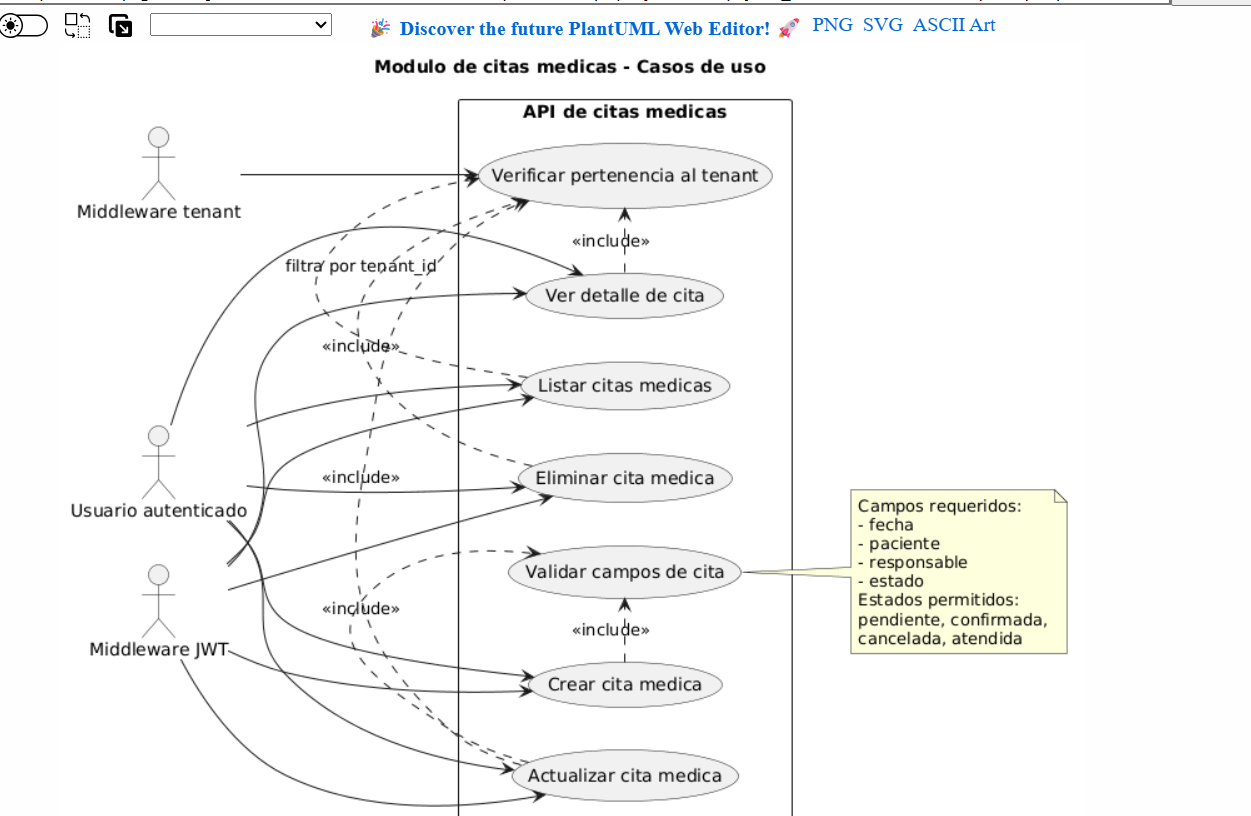 Discover the future PlantUML Web Editor!
PNG SVG ASCII Art
Modulo de citas medicas - Casos de uso
API de citas medicas
Verificar pertenencia al tenant
Middleware tenant
«include»
filtra por tenant_id
Ver detalle de cita
«include»
Listar citas medicas
«include»
Eliminar cita medica
Usuario autenticado
Campos requeridos:
- fecha
- paciente
- responsable
- estado
Estados permitidos:
pendiente, confirmada,
cancelada, atendida
Validar campos de cita
«include»
«include»
Middleware JWT
Crear cita medica
Actualizar cita medica